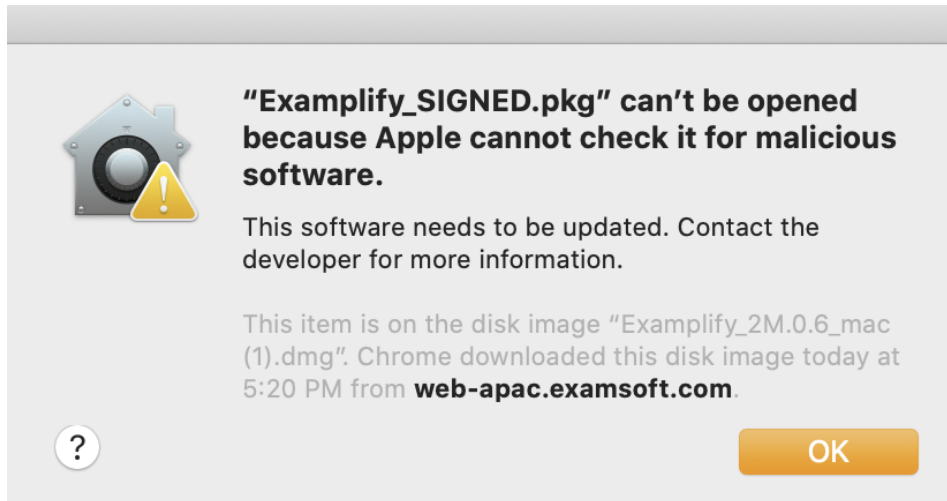 “Examplify_SIGNED.pkg” can’t be opened
because Apple cannot check it for malicious
software.
This software needs to be updated. Contact the
developer for more information.
This item is on the disk image “Examplify_2M.0.6_mac
(1).dmg”. Chrome downloaded this disk image today at
5:20 PM from web-apac.examsoft.com.
?
OK